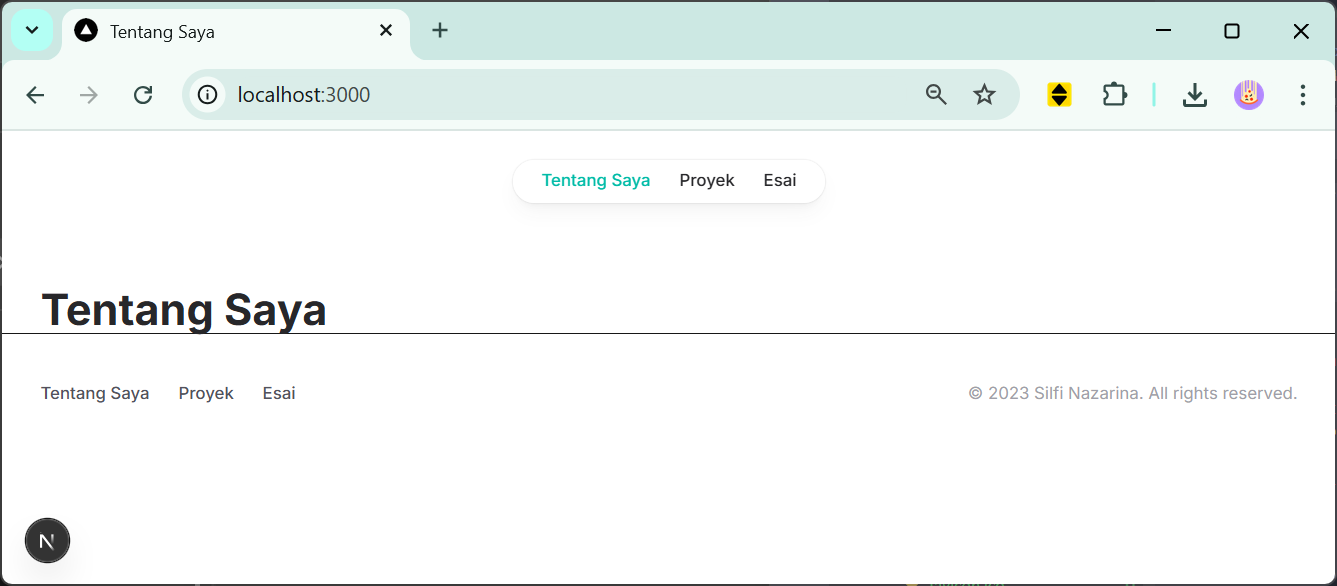 Tentang Saya
localhost:3000
Tentang Saya Proyek Esai
Tentang Saya
Tentang Saya Proyek Esai © 2023 Silfi Nazarina. All rights reserved.
N